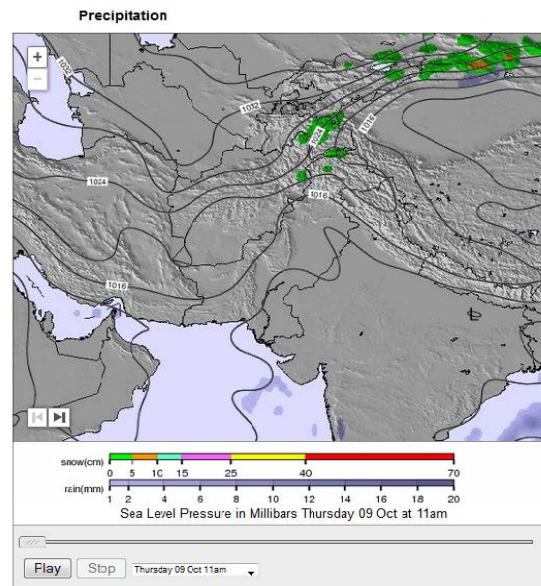 Precipitation
+
−
1032
1032
1024
1016
1024
1016
1016
snow(cm)
0 5 10 15 25 40 70
rain(mm)
1 2 4 6 8 10 12 14 16 18 20
Sea Level Pressure in Millibars Thursday 09 Oct at 11am
Play Stop Thursday 09 Oct 11am